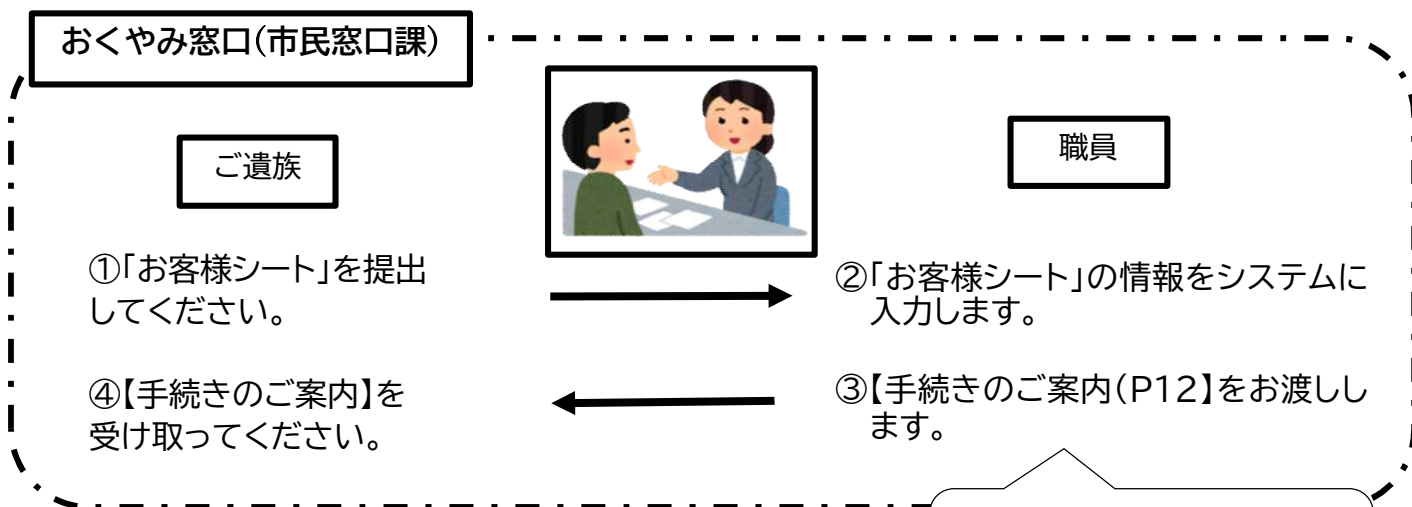 おくやみ窓口(市民窓口課)
ご遺族
職員
①「お客様シート」を提出
してください。
②「お客様シート」の情報をシステムに
入力します。
④【手続きのご案内】を
受け取ってください。
③【手続きのご案内(P12】をお渡しし
ます。